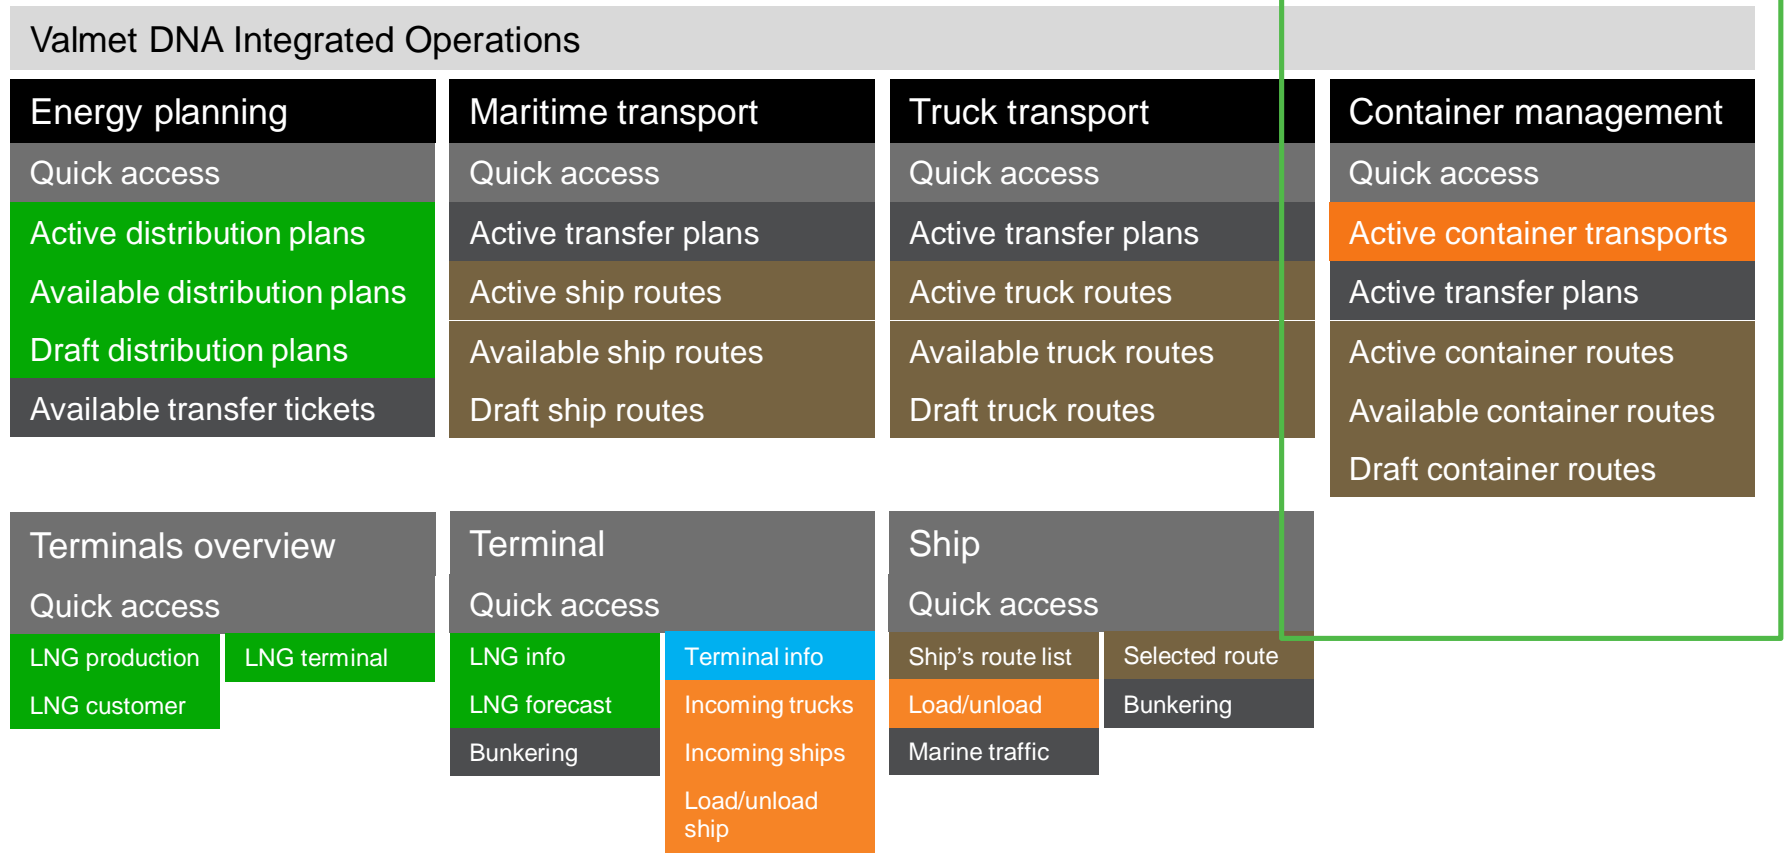 Valmet DNA Integrated Operations
Energy planning
Quick access
Active distribution plans
Available distribution plans
Draft distribution plans
Available transfer tickets
Maritime transport
Quick access
Active transfer plans
Active ship routes
Available ship routes
Draft ship routes
Truck transport
Quick access
Active transfer plans
Active truck routes
Available truck routes
Draft truck routes
Container management
Quick access
Active container transports
Active transfer plans
Active container routes
Available container routes
Draft container routes
Terminals overview
Quick access
LNG production
LNG customer
LNG terminal
Terminal
Quick access
LNG info
LNG forecast
Bunkering
Terminal info
Incoming trucks
Incoming ships
Load/unload
ship
Ship
Quick access
Ship’s route list
Load/unload
Marine traffic
Selected route
Bunkering